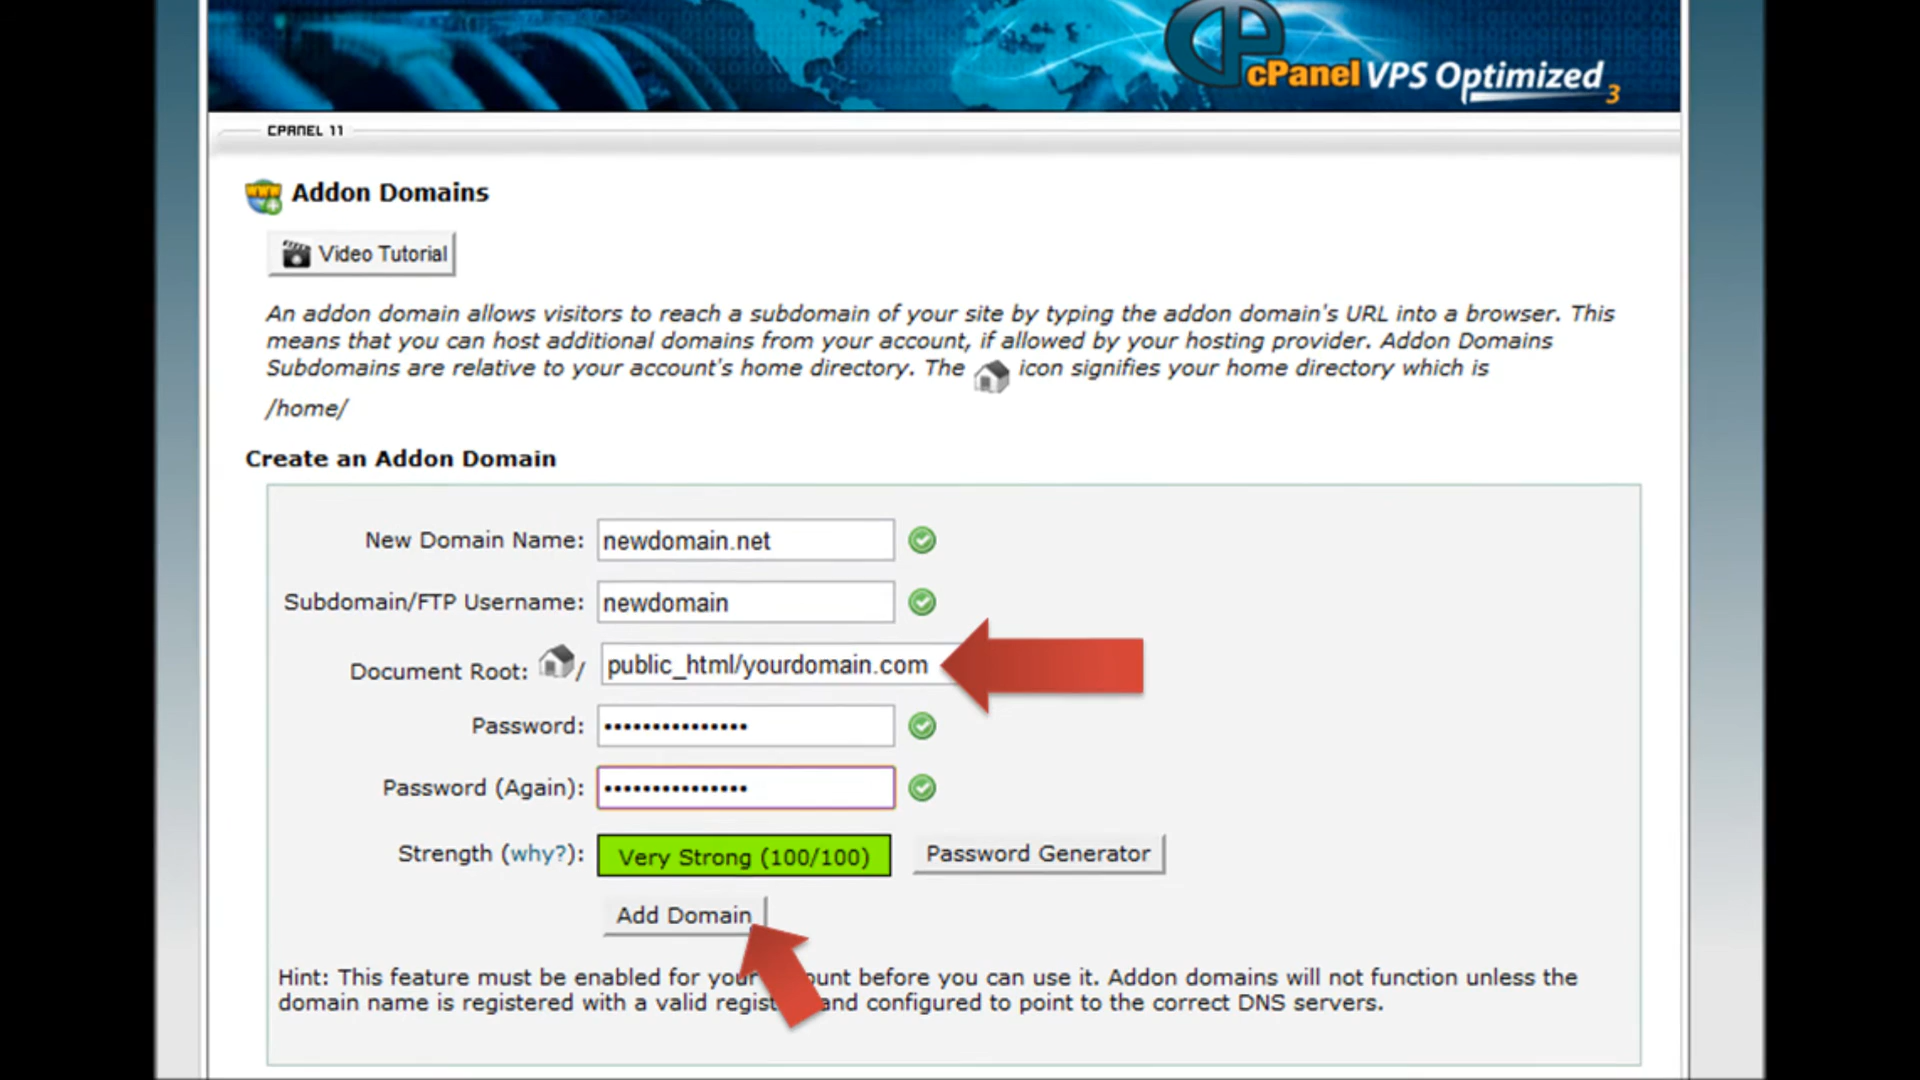 cPanel VPS Optimized 3
CPANEL 11
Addon Domains
Video Tutorial
An addon domain allows visitors to reach a subdomain of your site by typing the addon domain's URL into a browser. This
means that you can host additional domains from your account, if allowed by your hosting provider. Addon Domains
Subdomains are relative to your account's home directory. The icon signifies your home directory which is
/home/
Create an Addon Domain
New Domain Name: newdomain.net
Subdomain/FTP Username: newdomain
Document Root: / public_html/yourdomain.com
Password: •••••••••••••••
Password (Again): •••••••••••••••
Strength (why?): Very Strong (100/100) Password Generator
Add Domain
Hint: This feature must be enabled for your before you can use it. Addon domains will not function unless the
domain name is registered with a valid and configured to point to the correct DNS servers.